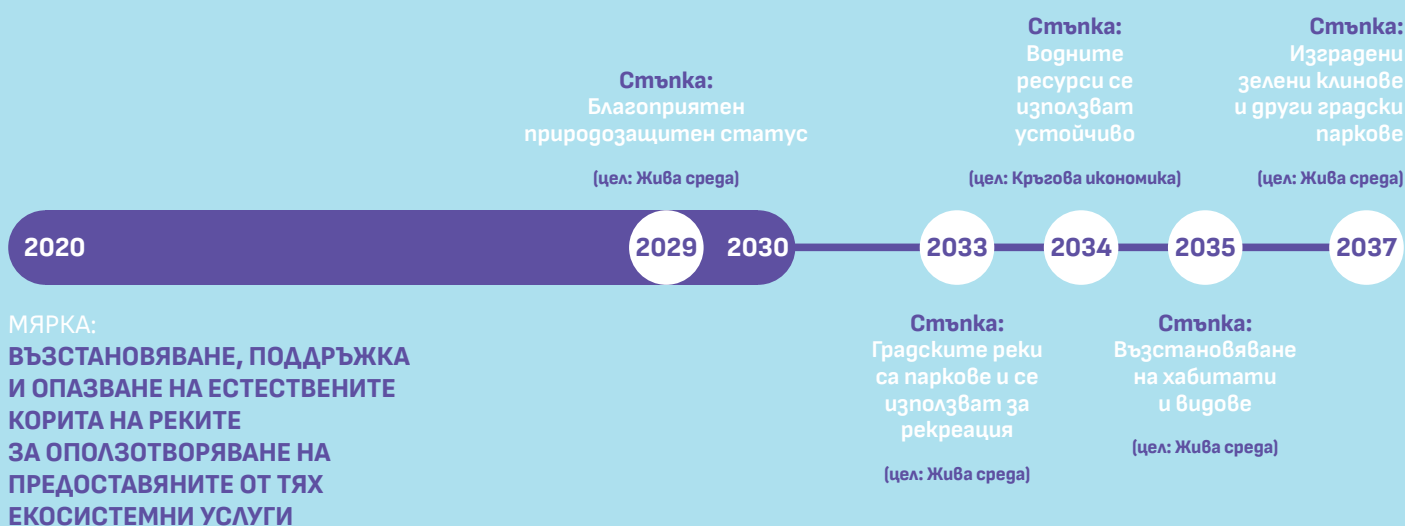 Стъпка:
Благоприятен
природозащитен статус
(цел: Жива среда)
Стъпка:
Водните
ресурси се
използват
устойчиво
(цел: Кръгова икономика)
Стъпка:
Изградени
зелени клинове
и други градски
паркове
(цел: Жива среда)
2020 2029 2030 2033 2034 2035 2037
МЯРКА:
ВЪЗСТАНОВЯВАНЕ, ПОДДРЪЖКА
И ОПАЗВАНЕ НА ЕСТЕСТВЕНИТЕ
КОРИТА НА РЕКИТЕ
ЗА ОПОЛЗОТВОРЯВАНЕ НА
ПРЕДОСТАВЯНИТЕ ОТ ТЯХ
ЕКОСИСТЕМНИ УСЛУГИ
Стъпка:
Градските реки
са паркове и се
използват за
рекреация
(цел: Жива среда)
Стъпка:
Възстановяване
на хабитати
и видове
(цел: Жива среда)